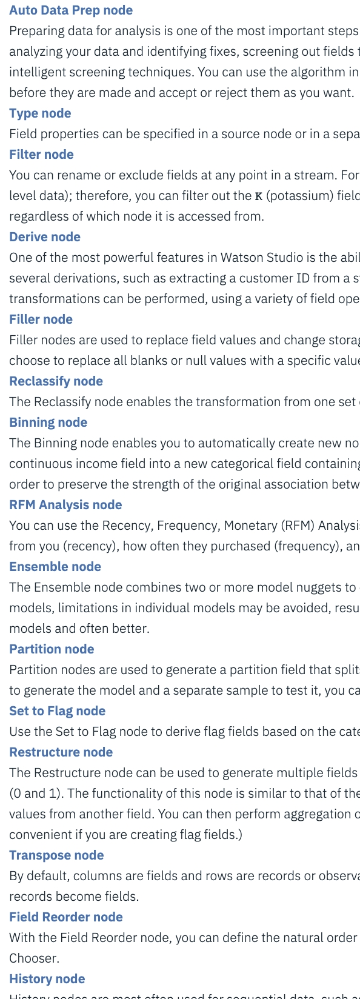 Auto Data Prep node
Preparing data for analysis is one of the most important steps
analyzing your data and identifying fixes, screening out fields
intelligent screening techniques. You can use the algorithm in
before they are made and accept or reject them as you want.
Type node
Field properties can be specified in a source node or in a
Filter node
You can rename or exclude fields at any point in a stream. For
level data); therefore, you can filter out the K (potassium) field
regardless of which node it is accessed from.
Derive node
One of the most powerful features in Watson Studio is the
several derivations, such as extracting a customer ID from a
transformations can be performed, using a variety of field
Filler node
Filler nodes are used to replace field values and change
choose to replace all blanks or null values with a specific value
Reclassify node
The Reclassify node enables the transformation from one set
Binning node
The Binning node enables you to automatically create new
continuous income field into a new categorical field containing
order to preserve the strength of the original association
RFM Analysis node
You can use the Recency, Frequency, Monetary (RFM)
from you (recency), how often they purchased (frequency),
Ensemble node
The Ensemble node combines two or more model nuggets to
models, limitations in individual models may be avoided,
models and often better.
Partition node
Partition nodes are used to generate a partition field that
to generate the model and a separate sample to test it, you
Set to Flag node
Use the Set to Flag node to derive flag fields based on the
Restructure node
The Restructure node can be used to generate multiple fields
(0 and 1). The functionality of this node is similar to that of the
values from another field. You can then perform aggregation
convenient if you are creating flag fields.)
Transpose node
By default, columns are fields and rows are records or
records become fields.
Field Reorder node
With the Field Reorder node, you can define the natural order
Chooser.
History node
History nodes are most often used for sequential data, such